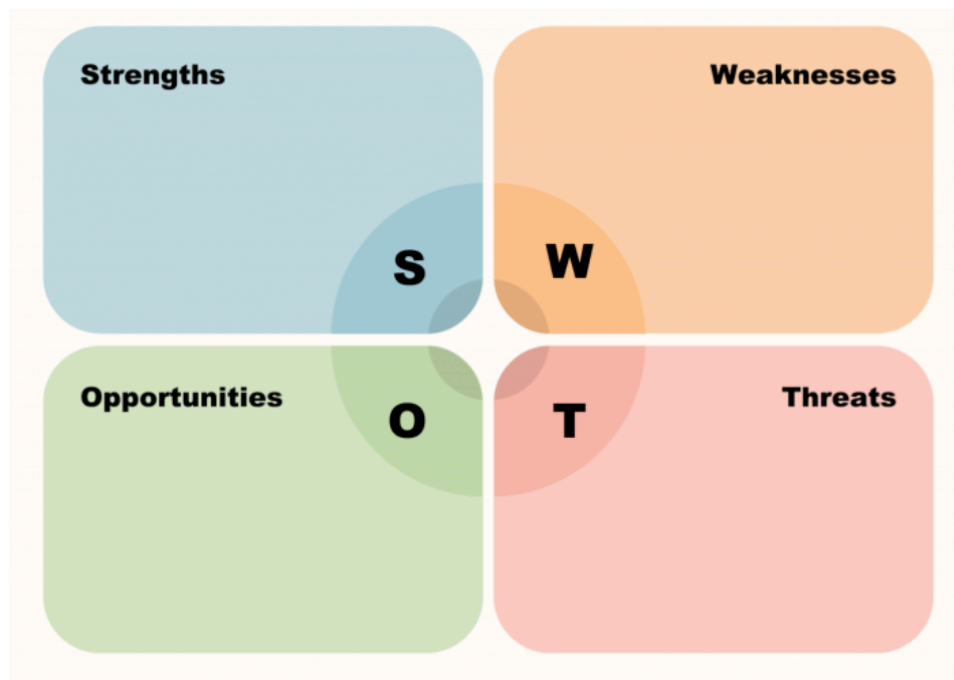 Strengths
Weaknesses
S
W
Opportunities
Threats
O
T